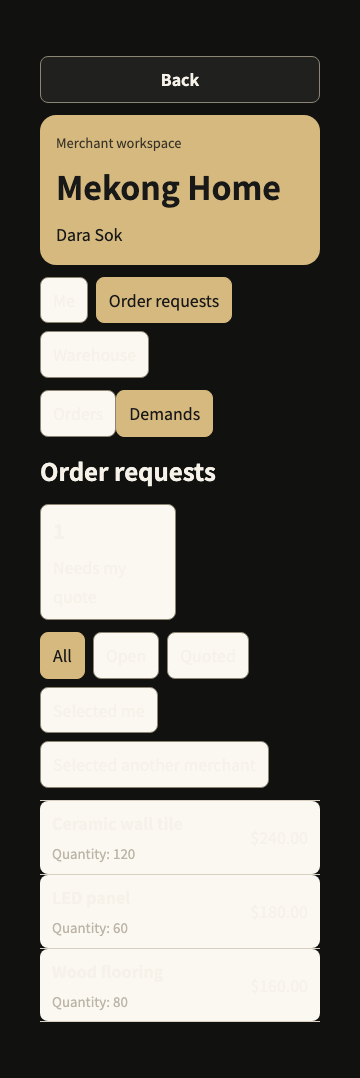 Back
Merchant workspace
Mekong Home
Dara Sok
Me
Order requests
Warehouse
Orders
Demands
Order requests
1
Needs my
quote
All
Open
Quoted
Selected me
Selected another merchant
Ceramic wall tile
$240.00
Quantity: 120
LED panel
$180.00
Quantity: 60
Wood flooring
$160.00
Quantity: 80